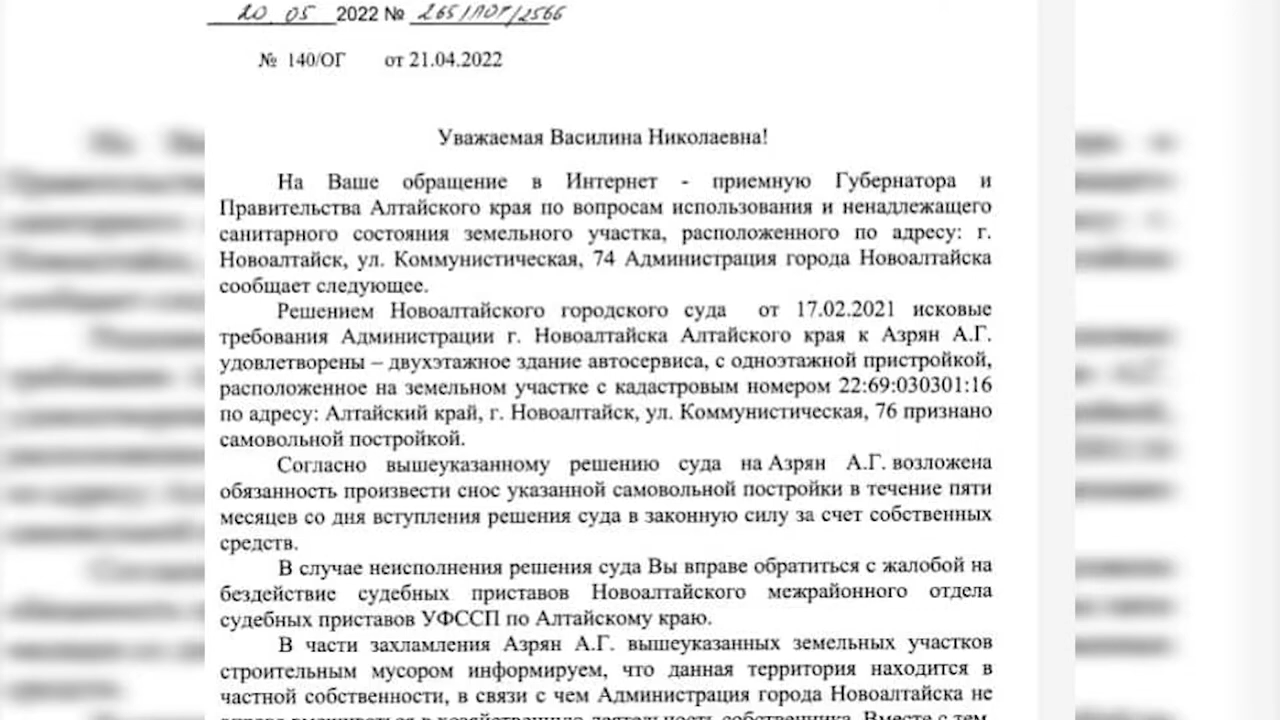 20 05 2022 № 265/ПОГ/2566
№ 140/ОГ от 21.04.2022
Уважаемая Василина Николаевна!
На Ваше обращение в Интернет - приемную Губернатора и
Правительства Алтайского края по вопросам использования и ненадлежащего
санитарного состояния земельного участка, расположенного по адресу: г.
Новоалтайск, ул. Коммунистическая, 74 Администрация города Новоалтайска
сообщает следующее.
Решением Новоалтайского городского суда от 17.02.2021 исковые
требования Администрации г. Новоалтайска Алтайского края к Азрян А.Г.
удовлетворены – двухэтажное здание автосервиса, с одноэтажной пристройкой,
расположенное на земельном участке с кадастровым номером 22:69:030301:16
по адресу: Алтайский край, г. Новоалтайск, ул. Коммунистическая, 76 признано
самовольной постройкой.
Согласно вышеуказанному решению суда на Азрян А.Г. возложена
обязанность произвести снос указанной самовольной постройки в течение пяти
месяцев со дня вступления решения суда в законную силу за счет собственных
средств.
В случае неисполнения решения суда Вы вправе обратиться с жалобой на
бездействие судебных приставов Новоалтайского межрайонного отдела
судебных приставов УФССП по Алтайскому краю.
В части захламления Азрян А.Г. вышеуказанных земельных участков
строительным мусором информируем, что данная территория находится в
частной собственности, в связи с чем Администрация города Новоалтайска не
вправе вмешиваться в хозяйственную деятельность собственника. Вместе с тем,